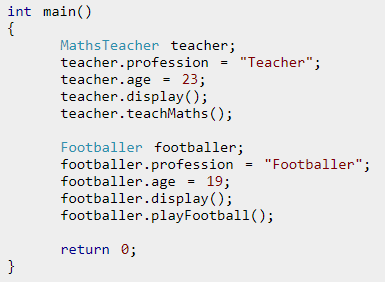 int main()
{
MathsTeacher teacher;
teacher.profession = "Teacher";
teacher.age = 23;
teacher.display();
teacher.teachMaths();
Footballer footballer;
footballer.profession = "Footballer";
footballer.age = 19;
footballer.display();
footballer.playFootball();
return 0;
}